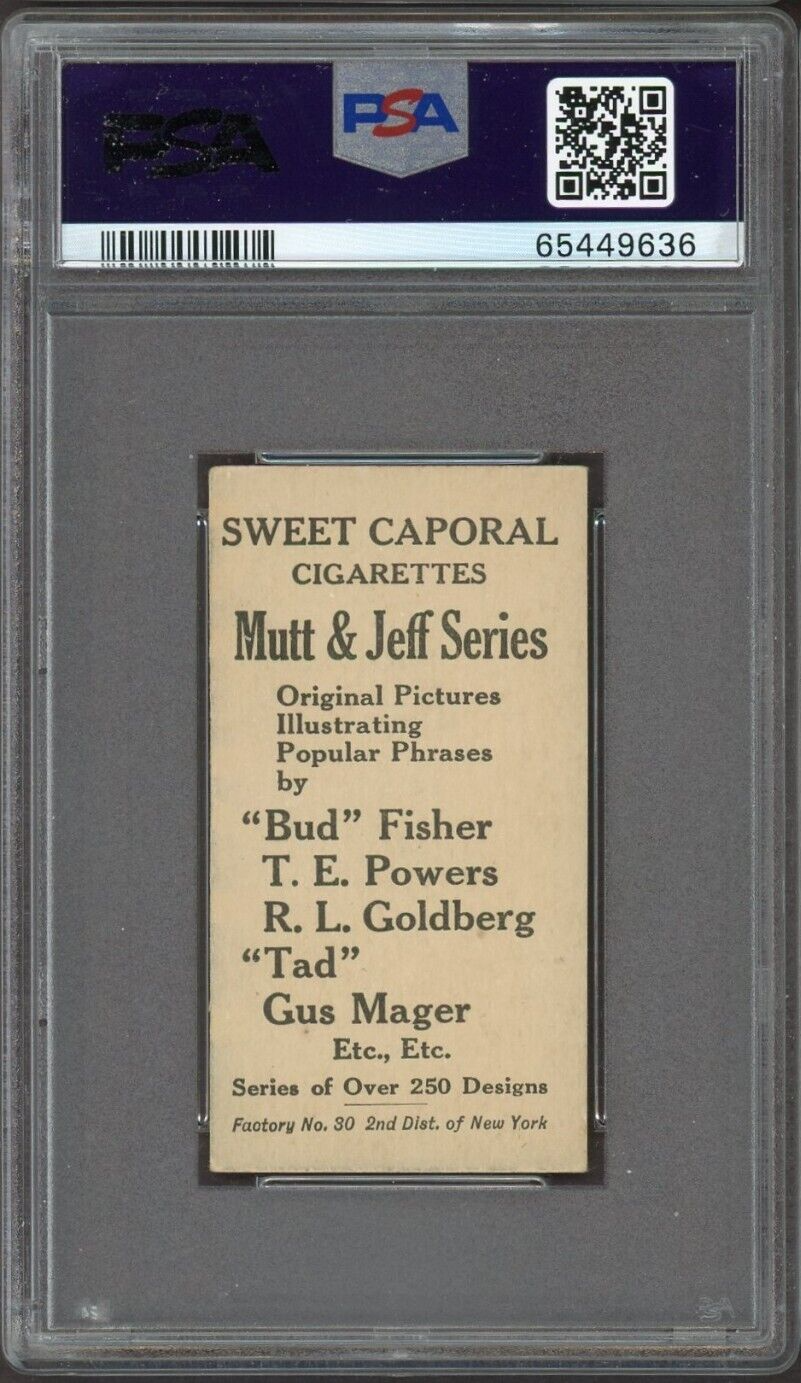 PSA
PSA
65449636
SWEET CAPORAL
CIGARETTES
Mutt & Jeff Series
Original Pictures
Illustrating
Popular Phrases
by
“Bud” Fisher
T. E. Powers
R. L. Goldberg
“Tad”
Gus Mager
Etc., Etc.
Series of Over 250 Designs
Factory No. 30 2nd Dist. of New York